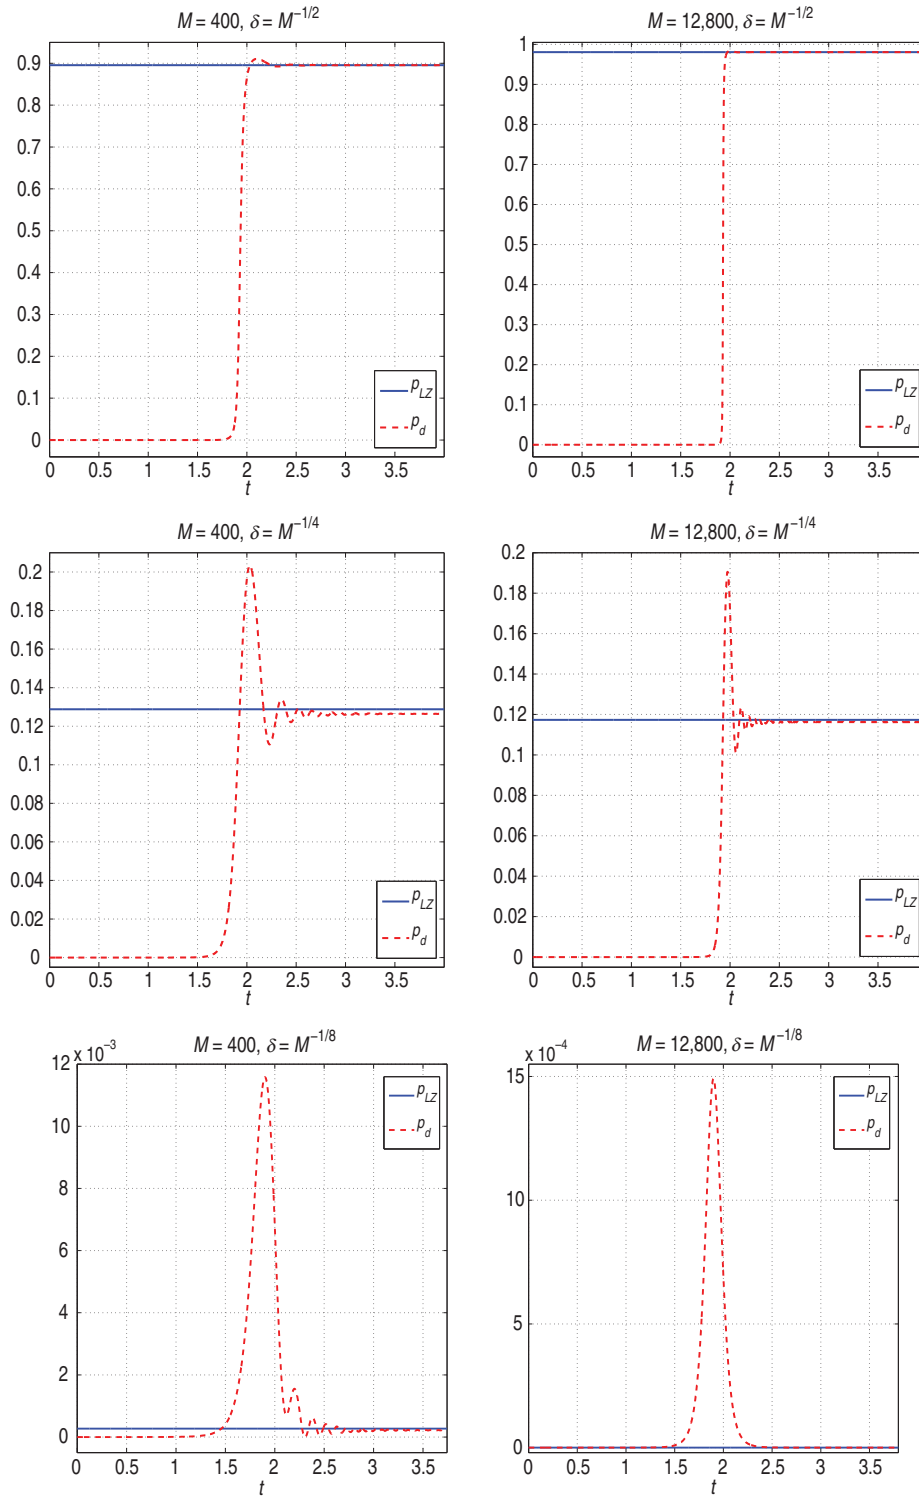 M = 400, δ = M^{-1/2}
0.9
0.8
0.7
0.6
0.5
0.4
0.3
0.2
0.1
0
p_{LZ}
p_d
0 0.5 1 1.5 2 2.5 3 3.5
t
M = 12,800, δ = M^{-1/2}
1
0.9
0.8
0.7
0.6
0.5
0.4
0.3
0.2
0.1
0
p_{LZ}
p_d
0 0.5 1 1.5 2 2.5 3 3.5
t
M = 400, δ = M^{-1/4}
0.2
0.18
0.16
0.14
0.12
0.1
0.08
0.06
0.04
0.02
0
p_{LZ}
p_d
0 0.5 1 1.5 2 2.5 3 3.5
t
M = 12,800, δ = M^{-1/4}
0.2
0.18
0.16
0.14
0.12
0.1
0.08
0.06
0.04
0.02
0
p_{LZ}
p_d
0 0.5 1 1.5 2 2.5 3 3.5
t
M = 400, δ = M^{-1/8}
x 10^{-3}
12
10
8
6
4
2
0
p_{LZ}
p_d
0 0.5 1 1.5 2 2.5 3 3.5
t
M = 12,800, δ = M^{-1/8}
x 10^{-4}
15
10
5
0
p_{LZ}
p_d
0 0.5 1 1.5 2 2.5 3 3.5
t